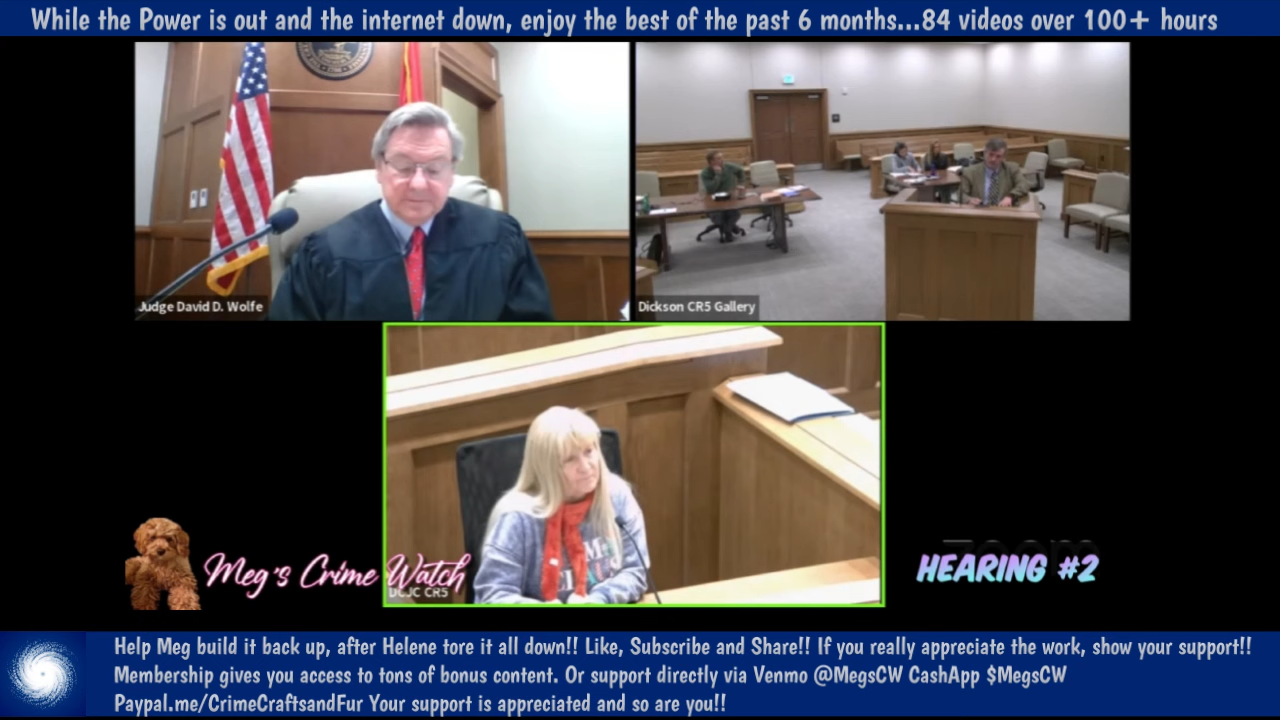 While the Power is out and the internet down, enjoy the best of the past 6 months...84 videos over 100+ hours
Judge David D. Wolfe
Dickson CR5 Gallery
Meg's Crime Watch
DCJC CR5
HEARING #2
Help Meg build it back up, after Helene tore it all down!! Like, Subscribe and Share!! If you really appreciate the work, show your support!!
Membership gives you access to tons of bonus content. Or support directly via Venmo @MegsCW CashApp $MegsCW
Paypal.me/CrimeCraftsandFur Your support is appreciated and so are you!!